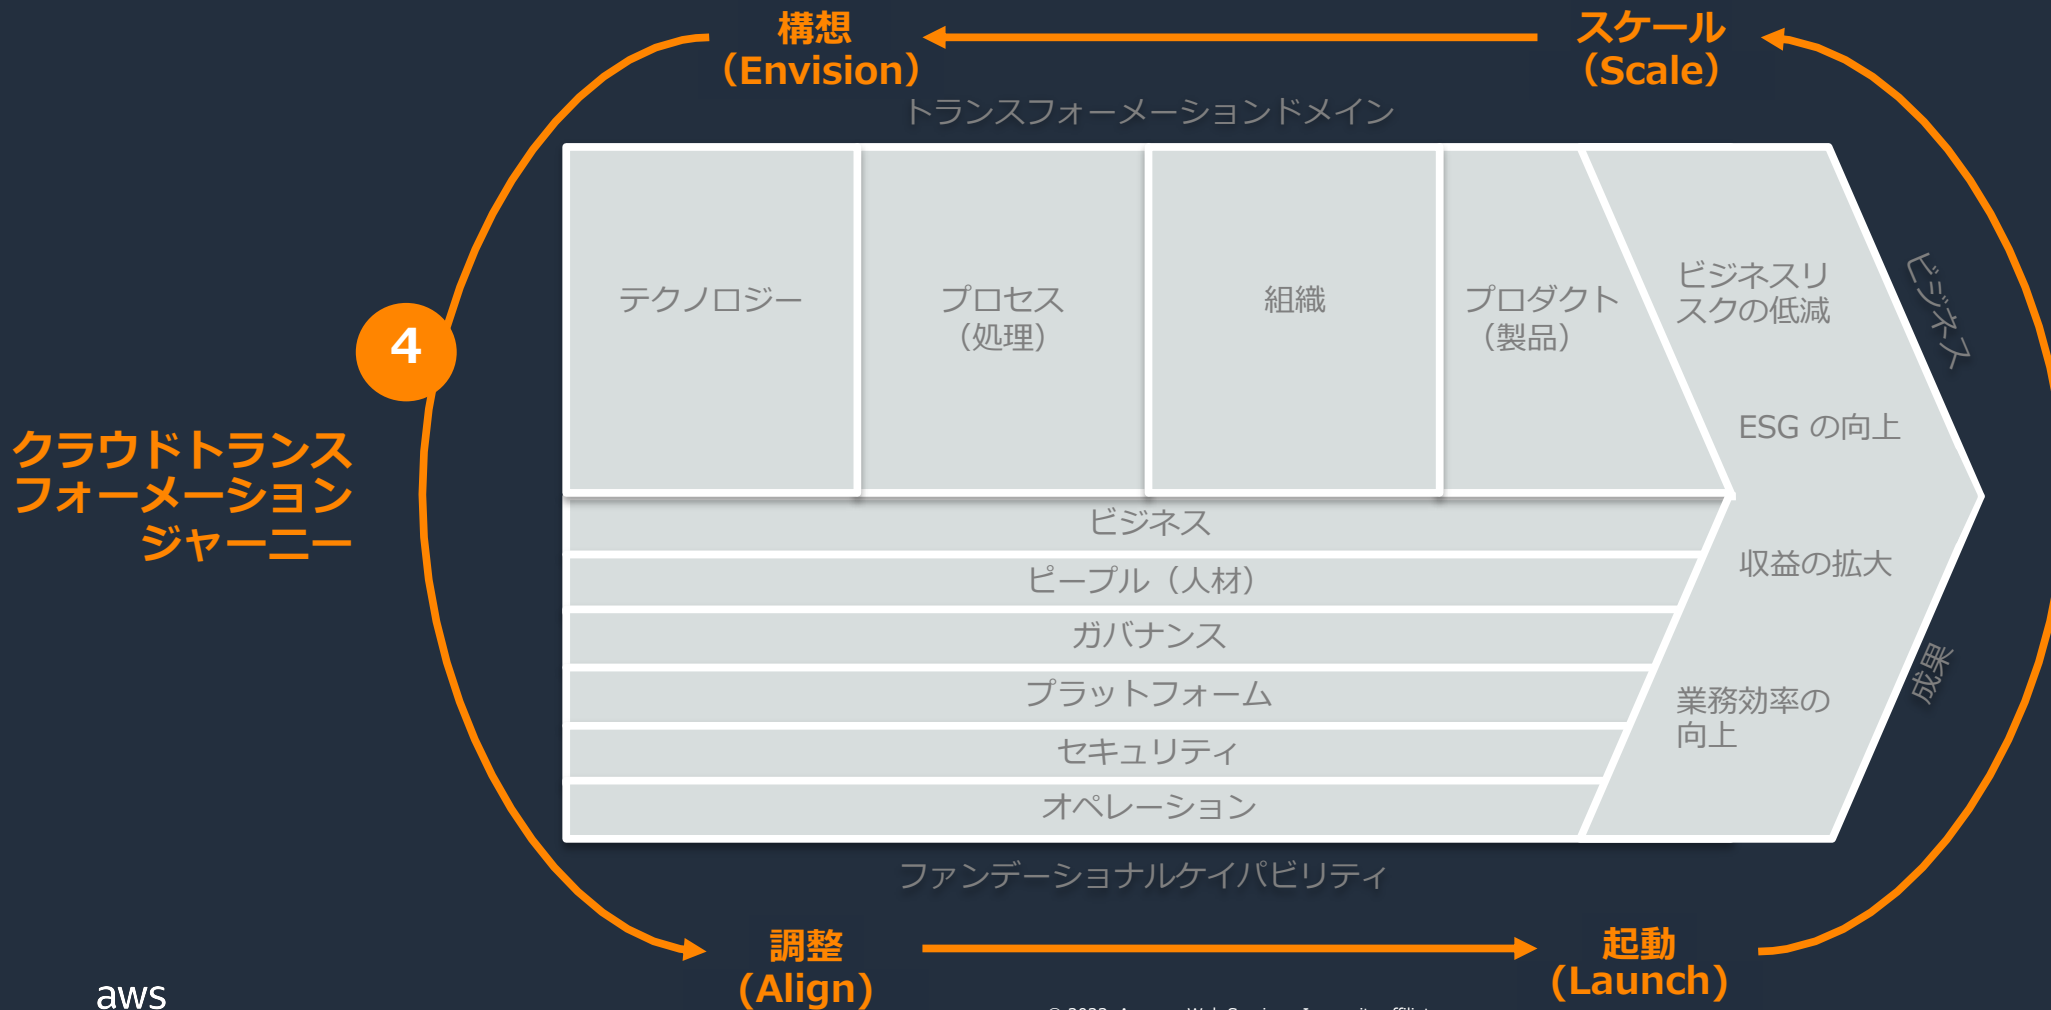 構想
（Envision）
スケール
（Scale）
トランスフォーメーションドメイン
テクノロジー
プロセス
（処理）
組織
プロダクト
（製品）
ビジネスリ
スクの低減
ESG の向上
収益の拡大
業務効率の
向上
ビジネス
成果
4
クラウドトランス
フォーメーション
ジャーニー
ビジネス
ピープル（人材）
ガバナンス
プラットフォーム
セキュリティ
オペレーション
ファンデーショナルケイパビリティ
調整
(Align)
起動
(Launch)
aws